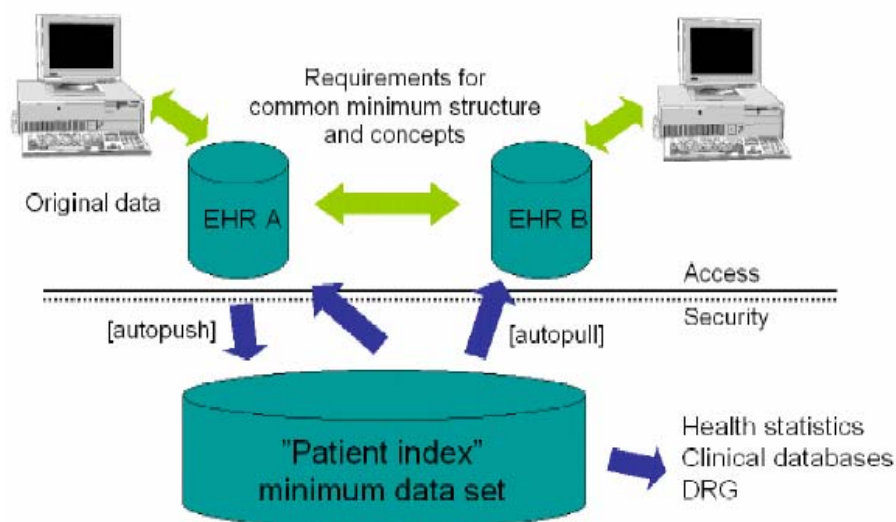 Requirements for
common minimum structure
and concepts
Original data
EHR A
EHR B
Access
Security
[autopush]
[autopull]
"Patient index"
minimum data set
Health statistics
Clinical databases
DRG